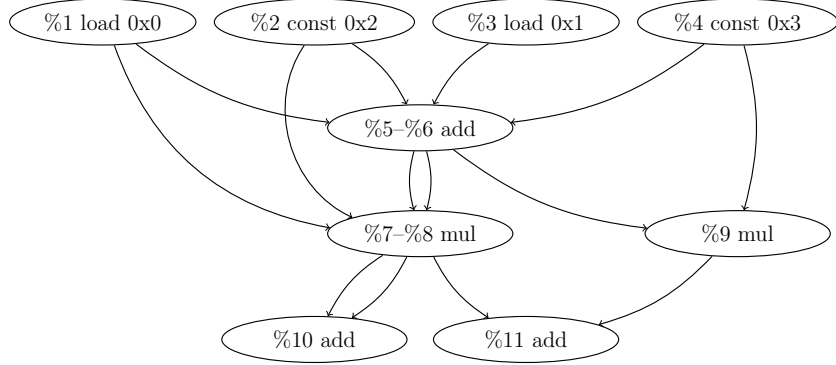 %1 load 0x0
%2 const 0x2
%3 load 0x1
%4 const 0x3
%5–%6 add
%7–%8 mul
%9 mul
%10 add
%11 add